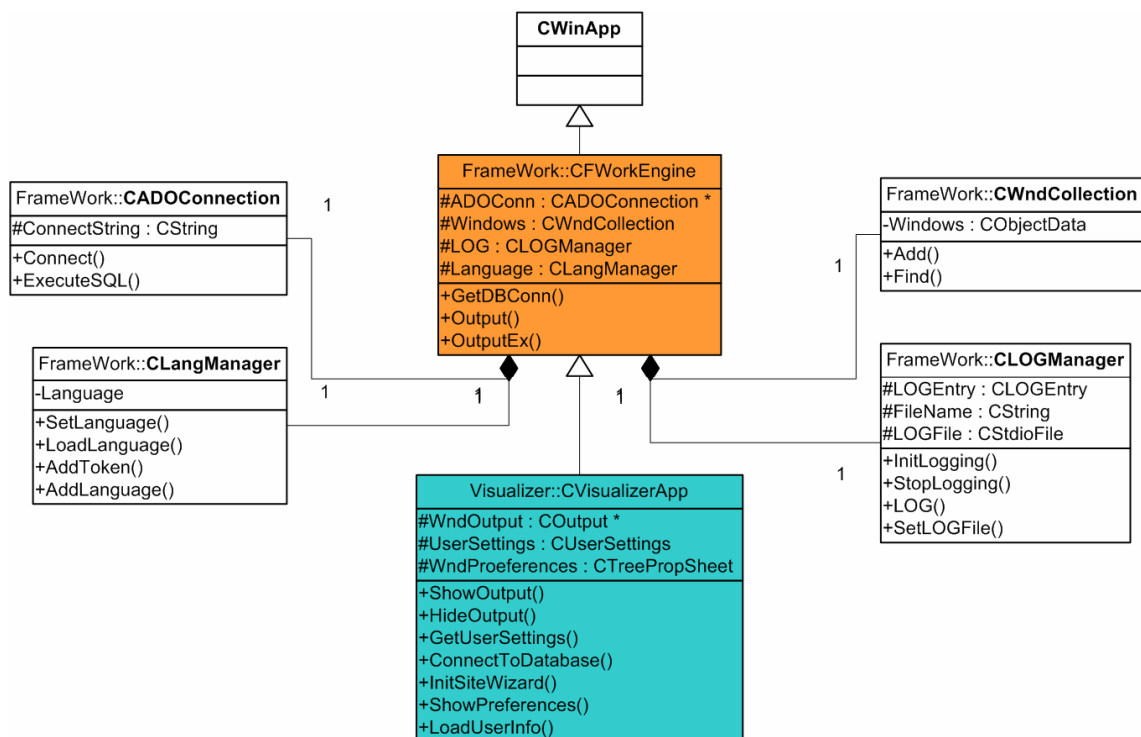 CWinApp
FrameWork::CFWorkEngine
#ADOConn : CADOConnection *
#Windows : CWndCollection
#LOG : CLOGManager
#Language : CLangManager
+GetDBConn()
+Output()
+OutputEx()
FrameWork::CADOConnection
#ConnectString : CString
+Connect()
+ExecuteSQL()
1
FrameWork::CWndCollection
-Windows : CObjectData
+Add()
+Find()
1
FrameWork::CLangManager
-Language
+SetLanguage()
+LoadLanguage()
+AddToken()
+AddLanguage()
1
1
1
FrameWork::CLOGManager
#LOGEntry : CLOGEntry
#FileName : CString
#LOGFile : CStdioFile
+InitLogging()
+StopLogging()
+LOG()
+SetLOGFile()
1
Visualizer::CVisualizerApp
#WndOutput : COutput *
#UserSettings : CUserSettings
#WndProeferences : CTreePropSheet
+ShowOutput()
+HideOutput()
+GetUserSettings()
+ConnectToDatabase()
+InitSiteWizard()
+ShowPreferences()
+LoadUserInfo()